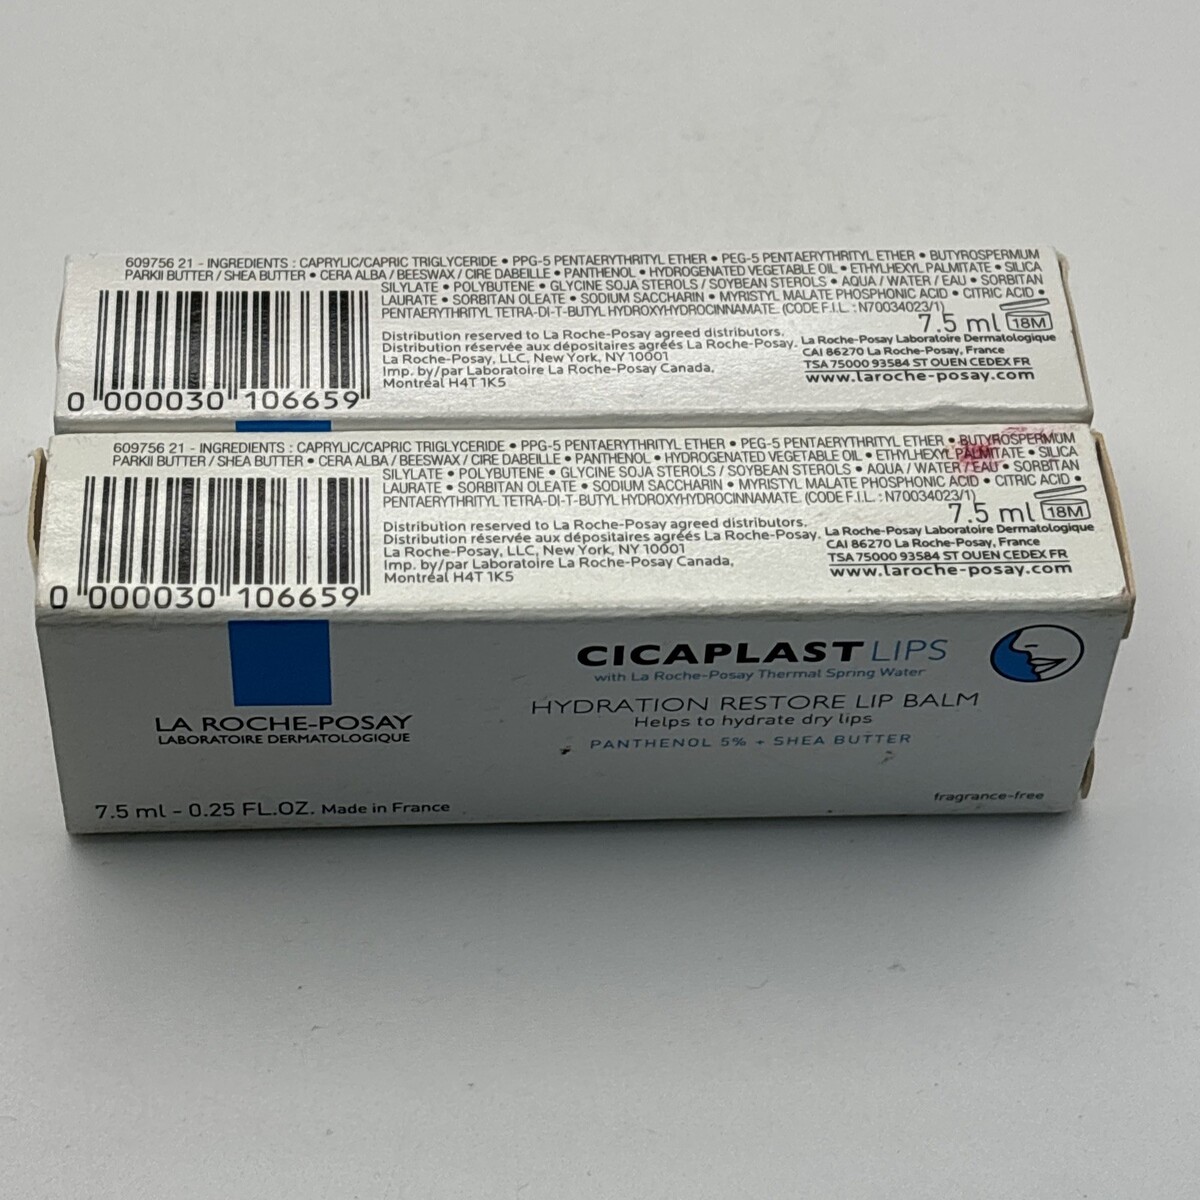 609756 21 - INGREDIENTS : CAPRYLIC/CAPRIC TRIGLYCERIDE • PPG-5 PENTAERYTHRITYL ETHER • PEG-5 PENTAERYTHRITYL ETHER • BUTYROSPERMUM
PARKII BUTTER / SHEA BUTTER • CERA ALBA / BEESWAX / CIRE DABEILLE • PANTHENOL • HYDROGENATED VEGETABLE OIL • ETHYLHEXYL PALMITATE • SILICA
SILYLATE • POLYBUTENE • GLYCINE SOJA STEROLS / SOYBEAN STEROLS • AQUA / WATER / EAU • SORBITAN
LAURATE • SORBITAN OLEATE • SODIUM SACCHARIN • MYRISTYL MALATE PHOSPHONIC ACID • CITRIC ACID •
PENTAERYTHRITYL TETRA-DI-T-BUTYL HYDROXYHYDROCINNAMATE. (CODE F.I.L. : N70034023/1)
7.5 ml 18M
Distribution reserved to La Roche-Posay agreed distributors.
Distribution réservée aux dépositaires agréés La Roche-Posay.
La Roche-Posay, LLC, New York, NY 10001
Imp. by/par Laboratoire La Roche-Posay Canada,
Montréal H4T 1K5
La Roche-Posay Laboratoire Dermatologique
CAI 86270 La Roche-Posay, France
TSA 75000 93584 ST OUEN CEDEX FR
www.laroche-posay.com
0 000030 106659
609756 21 - INGREDIENTS : CAPRYLIC/CAPRIC TRIGLYCERIDE • PPG-5 PENTAERYTHRITYL ETHER • PEG-5 PENTAERYTHRITYL ETHER • BUTYROSPERMUM
PARKII BUTTER / SHEA BUTTER • CERA ALBA / BEESWAX / CIRE DABEILLE • PANTHENOL • HYDROGENATED VEGETABLE OIL • ETHYLHEXYL PALMITATE • SILICA
SILYLATE • POLYBUTENE • GLYCINE SOJA STEROLS / SOYBEAN STEROLS • AQUA / WATER / EAU • SORBITAN
LAURATE • SORBITAN OLEATE • SODIUM SACCHARIN • MYRISTYL MALATE PHOSPHONIC ACID • CITRIC ACID •
PENTAERYTHRITYL TETRA-DI-T-BUTYL HYDROXYHYDROCINNAMATE. (CODE F.I.L. : N70034023/1)
7.5 ml 18M
Distribution reserved to La Roche-Posay agreed distributors.
Distribution réservée aux dépositaires agréés La Roche-Posay.
La Roche-Posay, LLC, New York, NY 10001
Imp. by/par Laboratoire La Roche-Posay Canada,
Montréal H4T 1K5
La Roche-Posay Laboratoire Dermatologique
CAI 86270 La Roche-Posay, France
TSA 75000 93584 ST OUEN CEDEX FR
www.laroche-posay.com
0 000030 106659
LA ROCHE-POSAY
LABORATOIRE DERMATOLOGIQUE
7.5 ml - 0.25 FL.OZ. Made in France
CICAPLAST LIPS
with La Roche-Posay Thermal Spring Water
HYDRATION RESTORE LIP BALM
Helps to hydrate dry lips
PANTHENOL 5% + SHEA BUTTER
fragrance-free